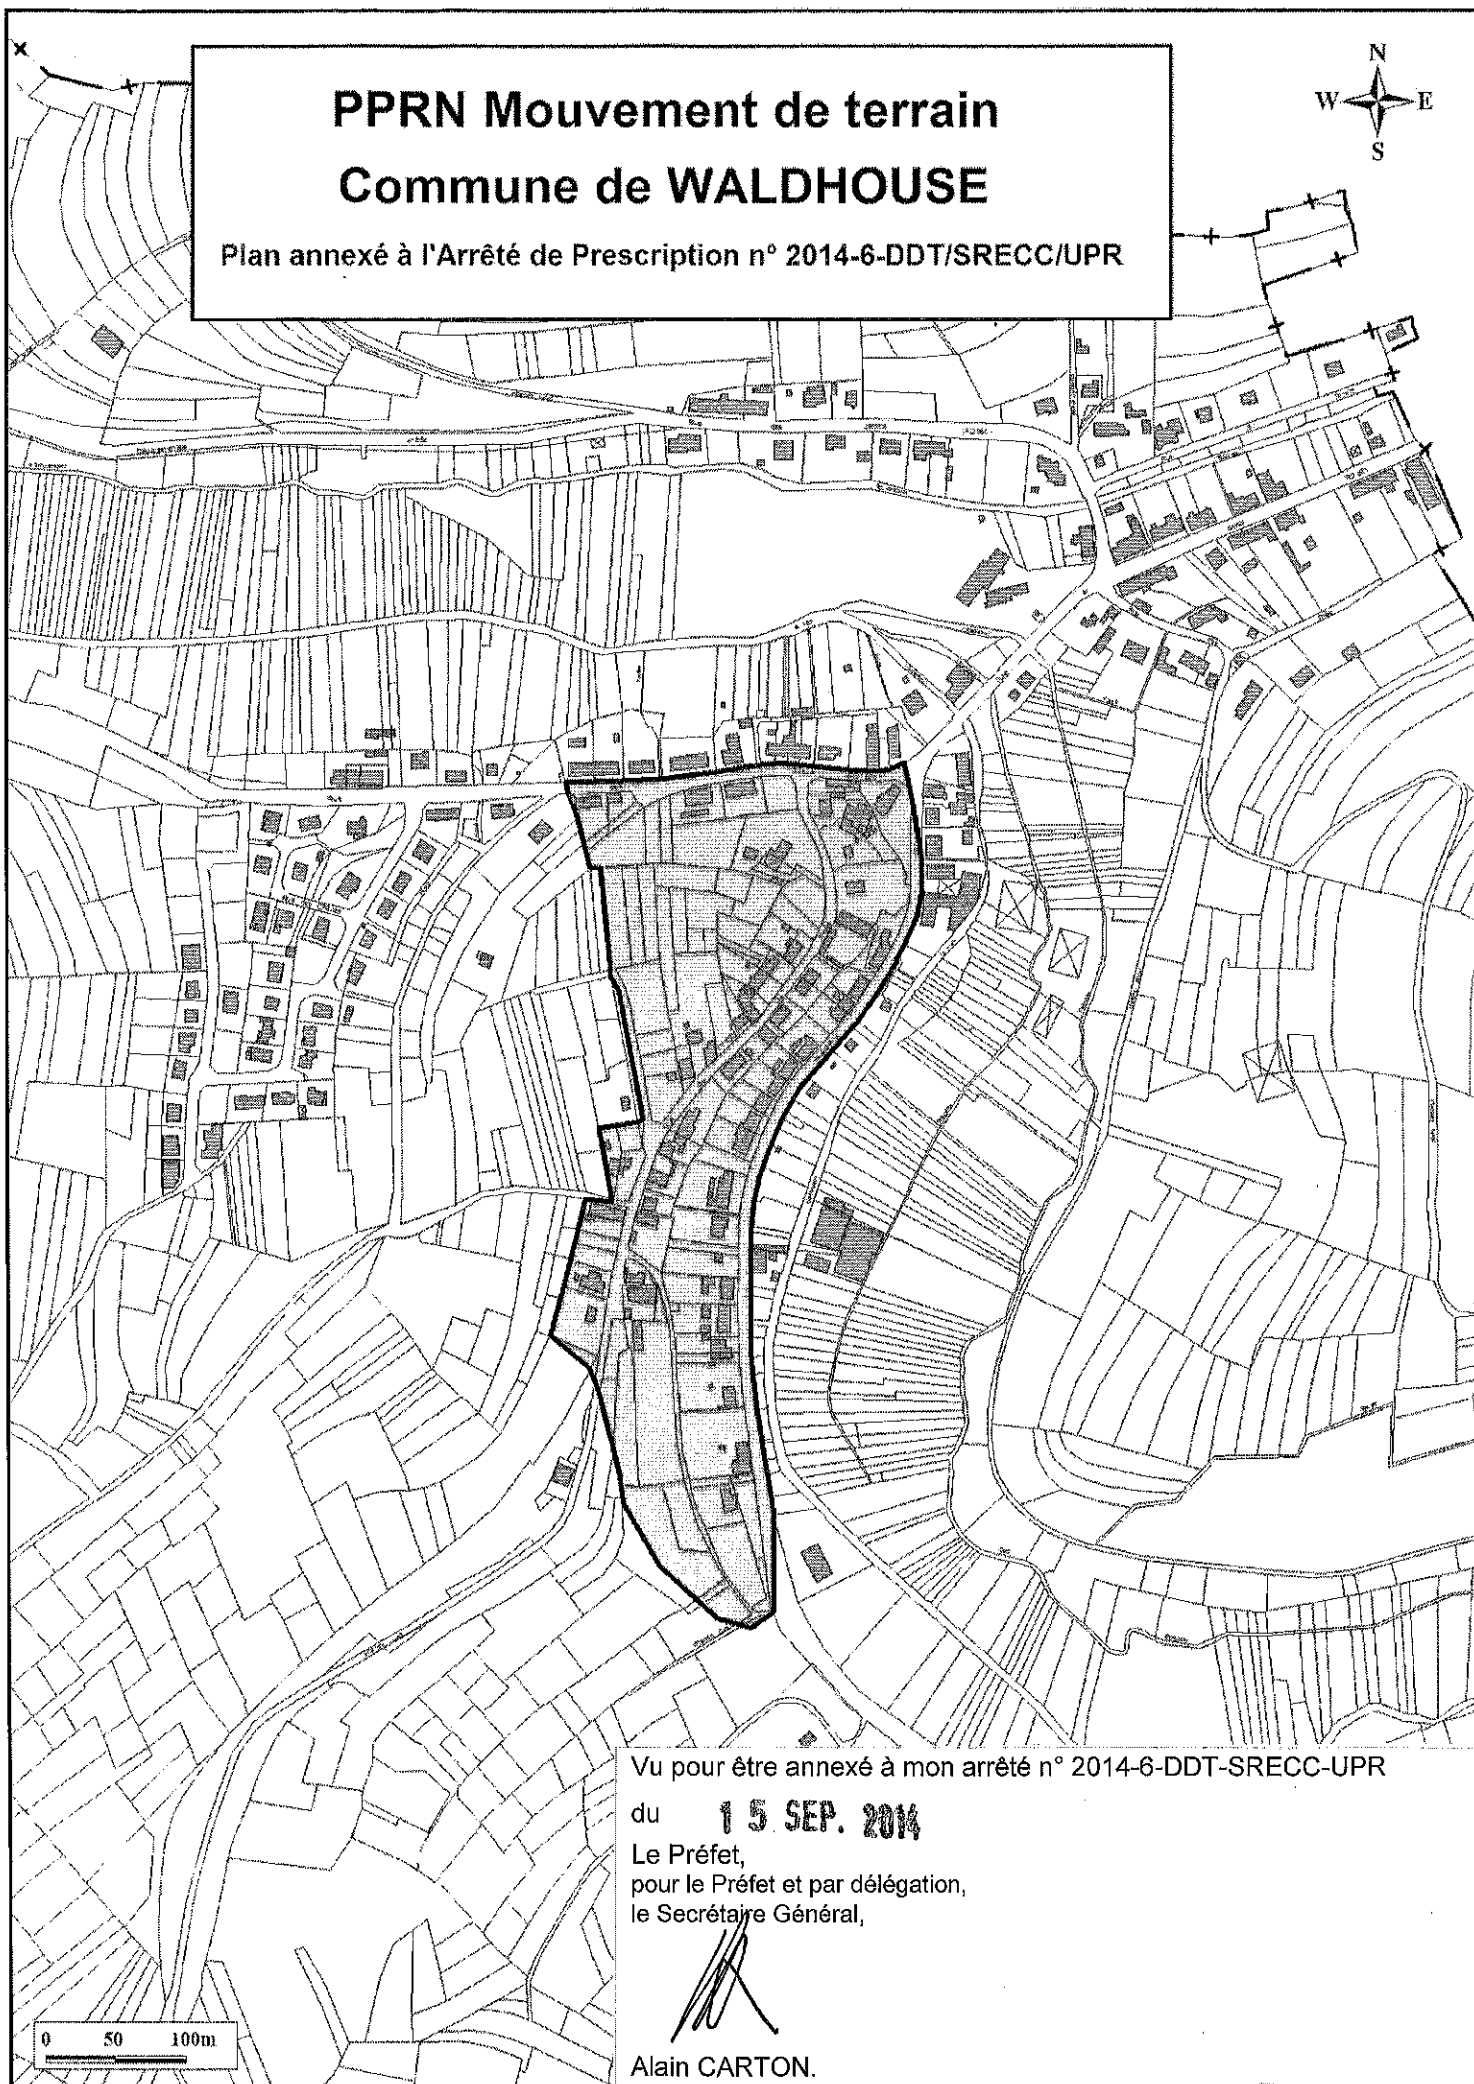 PPRN Mouvement de terrain
Commune de WALDHOUSE
Plan annexé à l'Arrêté de Prescription n° 2014-6-DDT/SRECC/UPR
N
W E
S
Vu pour être annexé à mon arrêté n° 2014-6-DDT-SRECC-UPR
du 15 SEP. 2014
Le Préfet,
pour le Préfet et par délégation,
le Secrétaire Général,
Alain CARTON.
0 50 100m